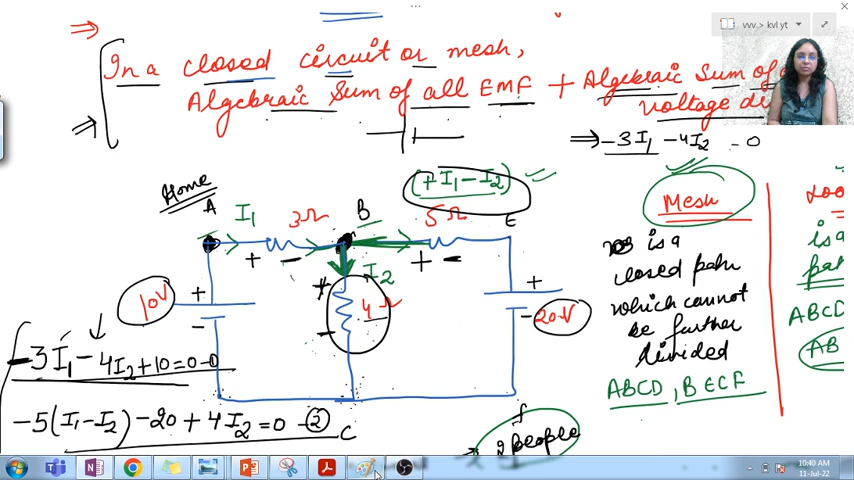 vvv > kvl yt
In a closed circuit or mesh,
Algebraic Sum of all EMF + Algebraic Sum of
voltage
⇒ -3I₁ -4I₂ - 0
Home
(+I₁-I₂)
Mesh
is a
closed path
which cannot
be further
divided
ABCD, BECF
is a
ABCD
AB
A
I₁
3Ω
B
5Ω
E
+ -
+ -
I₂
+
4Ω
-
10V
+
-
+
- 20V
-3I₁ - 4I₂+10=0-①
-5(I₁-I₂) -20 + 4I₂=0 -②
C
f
→ 2 people
10:40 AM
11-Jul-22